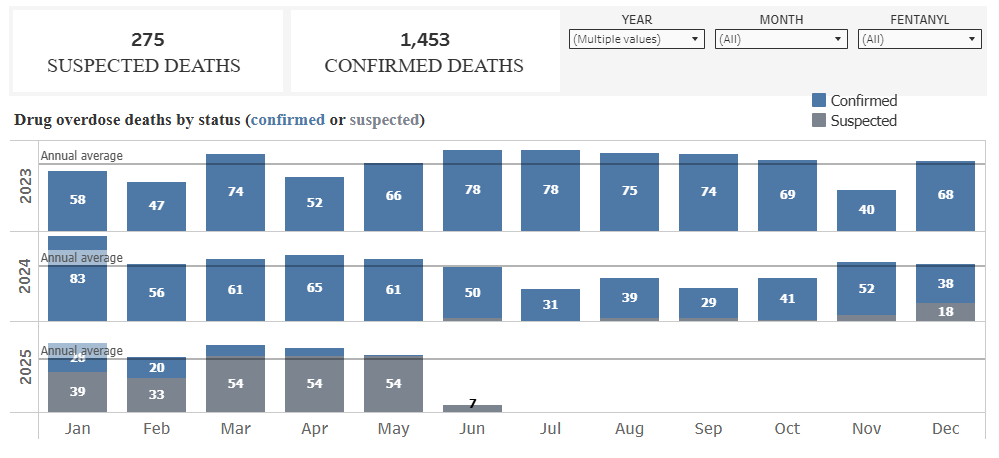 275
SUSPECTED DEATHS
1,453
CONFIRMED DEATHS
YEAR
(Multiple values)
MONTH
(All)
FENTANYL
(All)
Confirmed
Suspected
Drug overdose deaths by status (confirmed or suspected)
2023
Annual average
58 47 74 52 66 78 78 75 74 69 40 68
2024
Annual average
83 56 61 65 61 50 31 39 29 41 52 38
18
2025
Annual average
20
39 33 54 54 54 7
Jan Feb Mar Apr May Jun Jul Aug Sep Oct Nov Dec